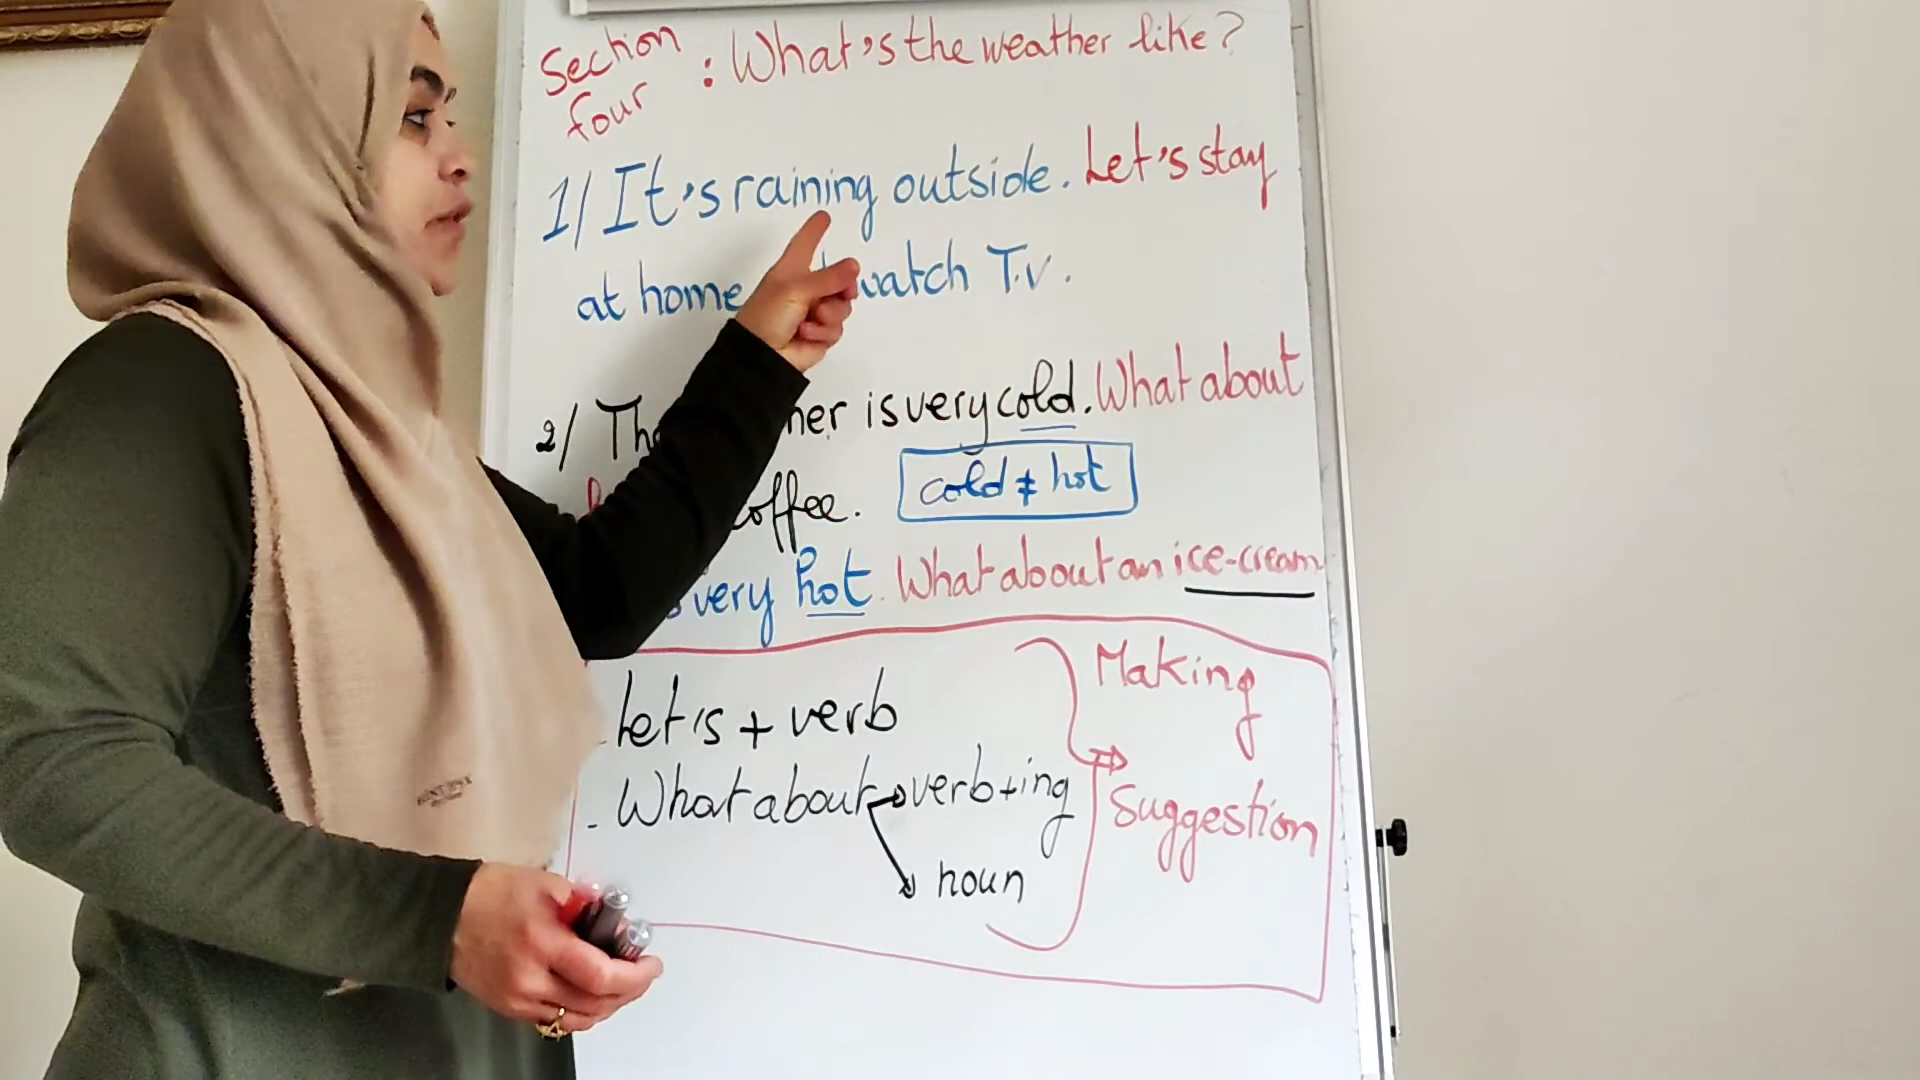 Section four : What's the weather like?
1/ It's raining outside. Let's stay
at home watch T.V.
2/ is very cold. What about
coffee. cold ≠ hot
very hot. What about an ice-cream
- Let's + verb
- What about → verb+ing
↘ noun
Making
Suggestion